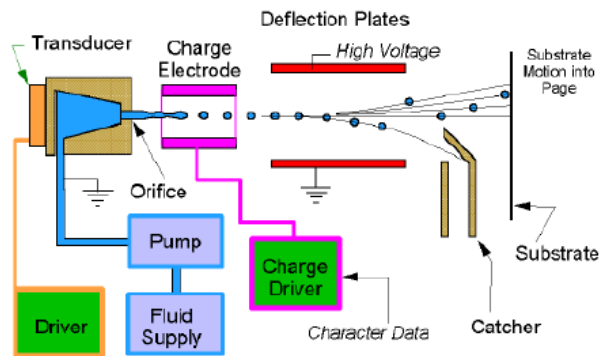 Deflection Plates
Transducer
Charge
Electrode
High Voltage
Substrate
Motion into
Page
Orifice
Pump
Fluid
Supply
Driver
Charge
Driver
Character Data
Catcher
Substrate